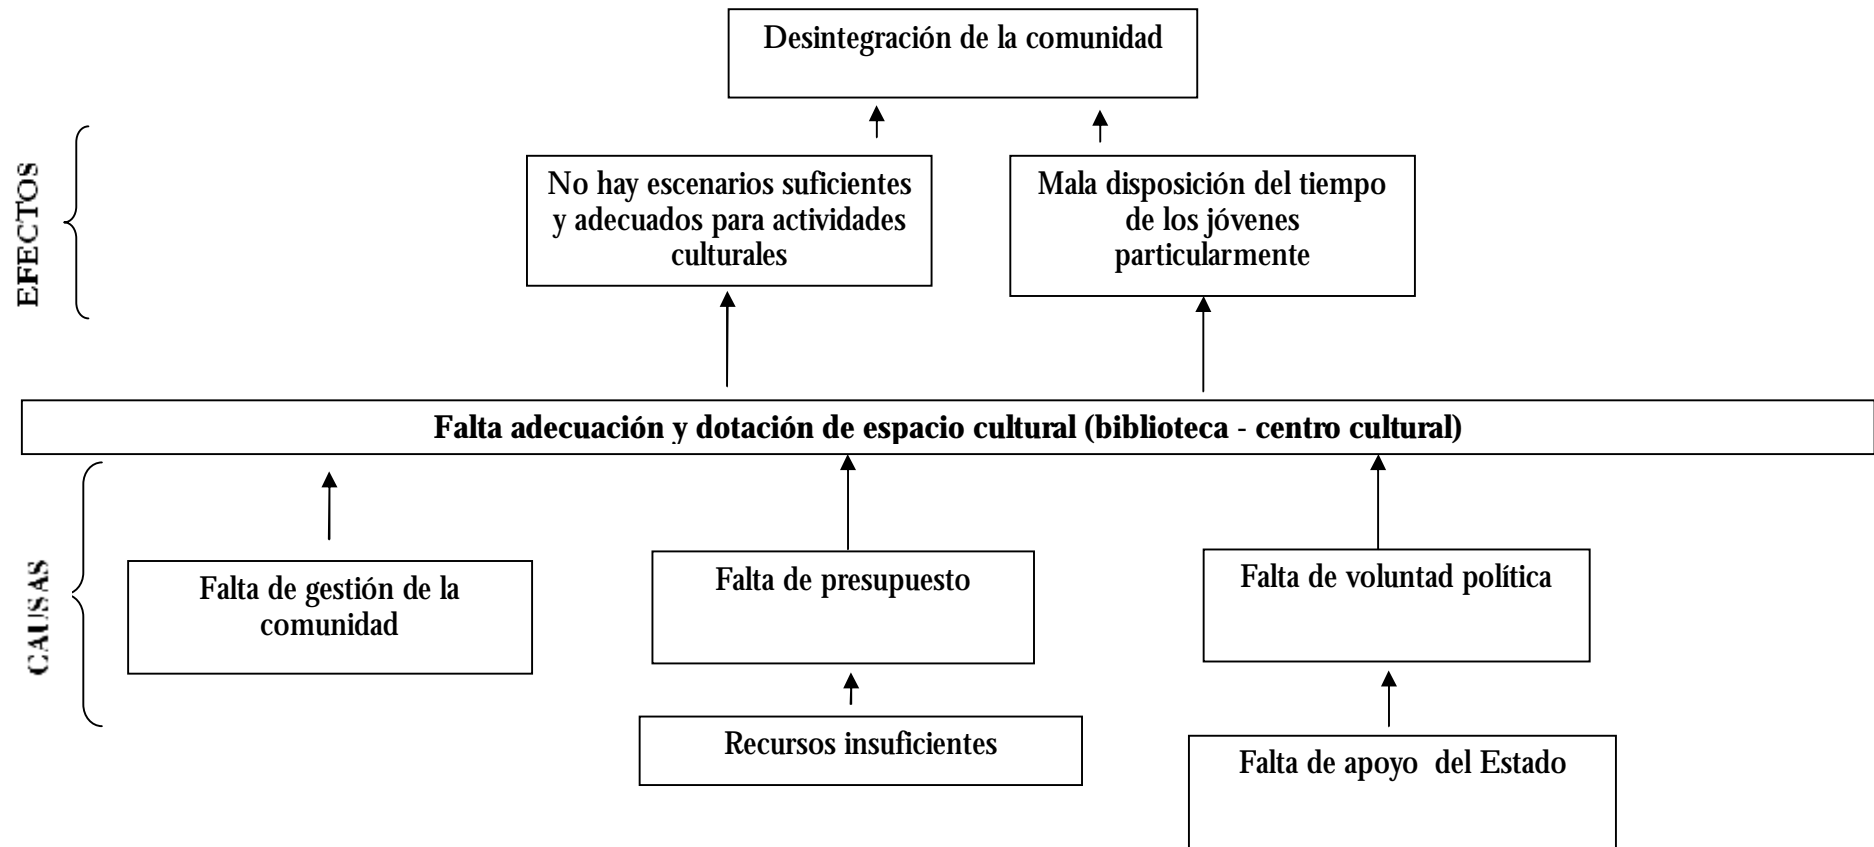 Desintegración de la comunidad
EFECTOS
No hay escenarios suficientes
y adecuados para actividades
culturales
Mala disposición del tiempo
de los jóvenes
particularmente
Falta adecuación y dotación de espacio cultural (biblioteca - centro cultural)
CAUSAS
Falta de gestión de la
comunidad
Falta de presupuesto
Falta de voluntad política
Recursos insuficientes
Falta de apoyo  del Estado